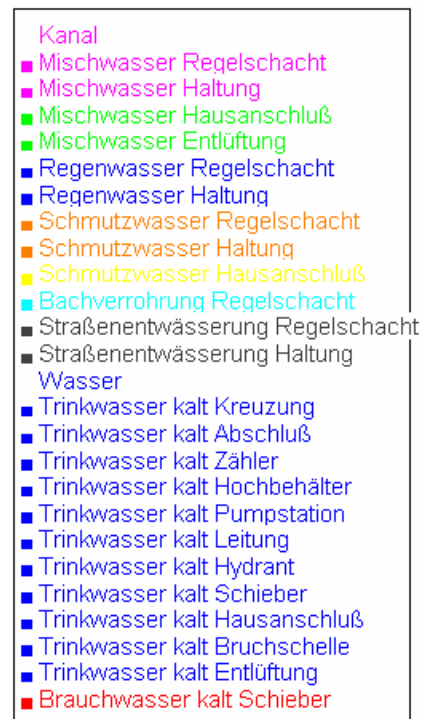 Kanal
Mischwasser Regelschacht
Mischwasser Haltung
Mischwasser Hausanschluß
Mischwasser Entlüftung
Regenwasser Regelschacht
Regenwasser Haltung
Schmutzwasser Regelschacht
Schmutzwasser Haltung
Schmutzwasser Hausanschluß
Bachverrohrung Regelschacht
Straßenentwässerung Regelschacht
Straßenentwässerung Haltung
Wasser
Trinkwasser kalt Kreuzung
Trinkwasser kalt Abschluß
Trinkwasser kalt Zähler
Trinkwasser kalt Hochbehälter
Trinkwasser kalt Pumpstation
Trinkwasser kalt Leitung
Trinkwasser kalt Hydrant
Trinkwasser kalt Schieber
Trinkwasser kalt Hausanschluß
Trinkwasser kalt Bruchschelle
Trinkwasser kalt Entlüftung
Brauchwasser kalt Schieber